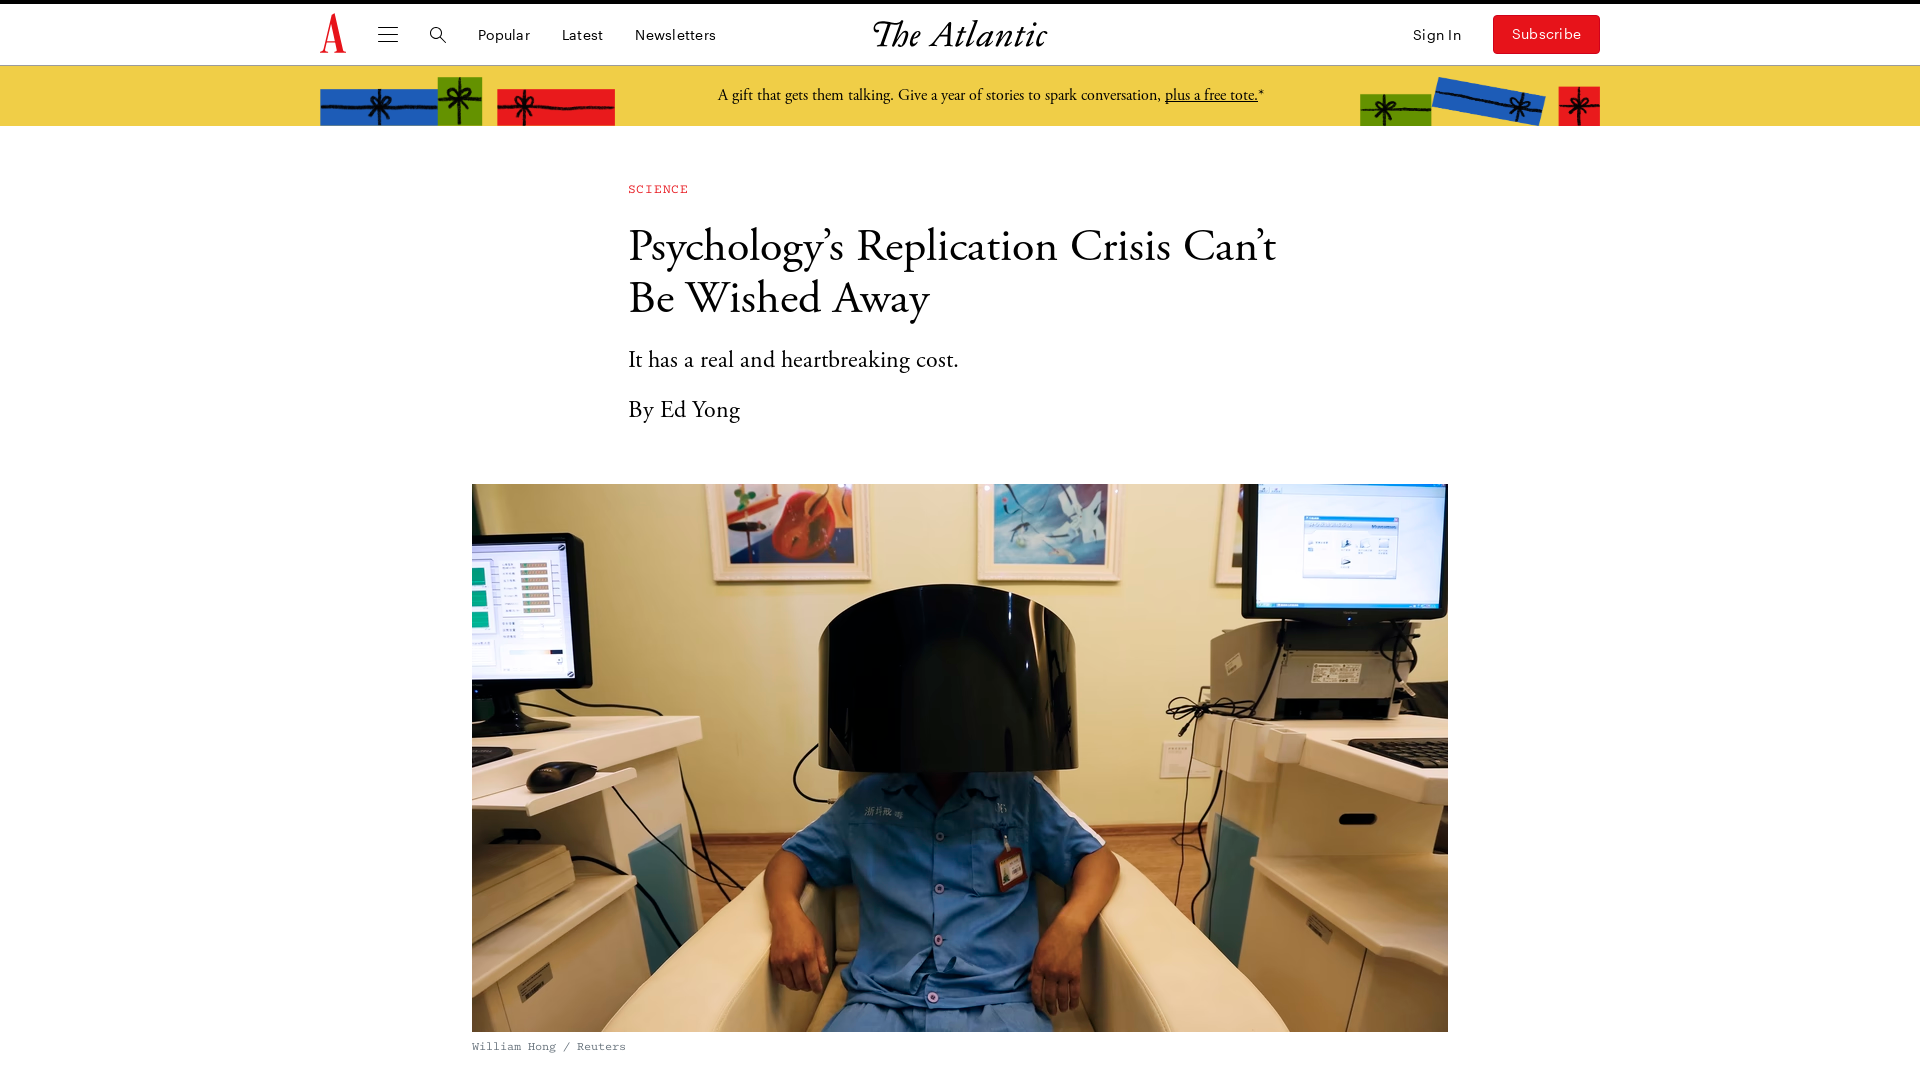 A
Popular
Latest
Newsletters
The Atlantic
Sign In
Subscribe
A gift that gets them talking. Give a year of stories to spark conversation, plus a free tote.*
SCIENCE
Psychology’s Replication Crisis Can’t
Be Wished Away
It has a real and heartbreaking cost.
By Ed Yong
William Hong / Reuters